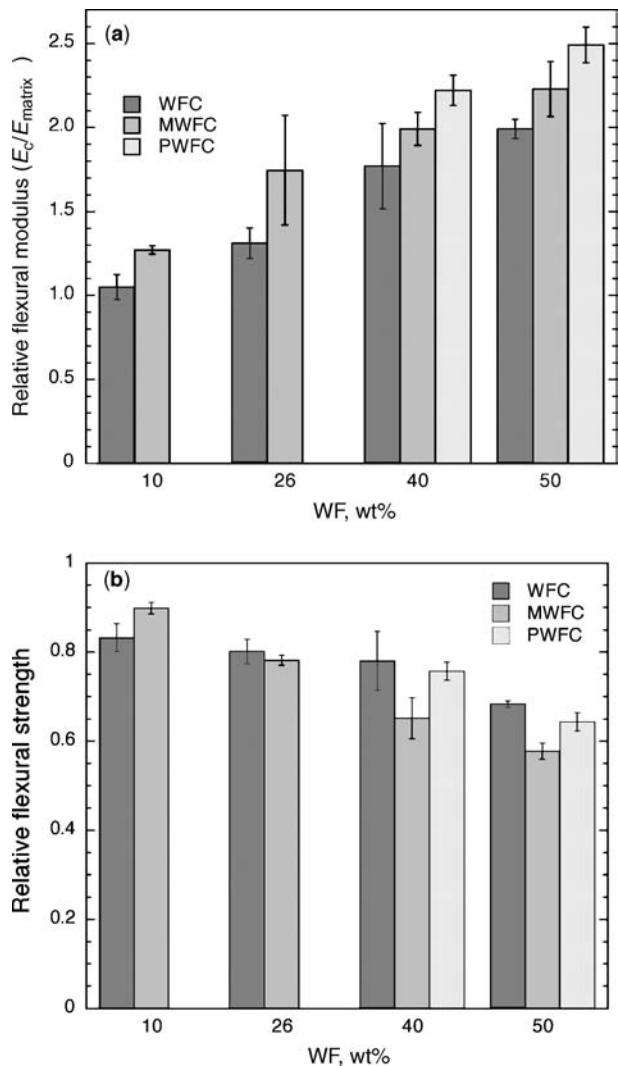 (a)
WFC
MWFC
PWFC
Relative flexural modulus (Ec/Ematrix)
2.5
2.0
1.5
1.0
0.5
0
10 26 40 50
WF, wt%
(b)
WFC
MWFC
PWFC
Relative flexural strength
1
0.8
0.6
0.4
0.2
0
10 26 40 50
WF, wt%